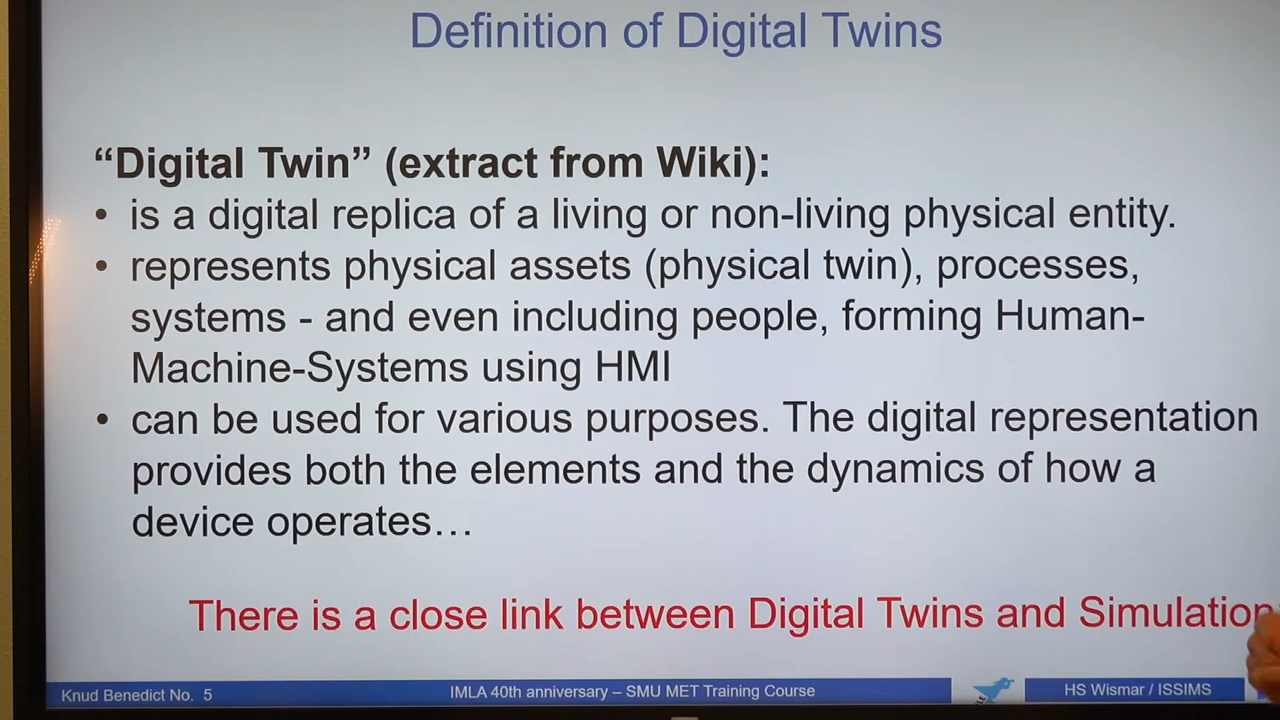 Definition of Digital Twins
“Digital Twin” (extract from Wiki):
• is a digital replica of a living or non-living physical entity.
• represents physical assets (physical twin), processes,
systems - and even including people, forming Human-
Machine-Systems using HMI
• can be used for various purposes. The digital representation
provides both the elements and the dynamics of how a
device operates…
There is a close link between Digital Twins and Simulation
Knud Benedict No. 5
IMLA 40th anniversary – SMU MET Training Course
HS Wismar / ISSIMS